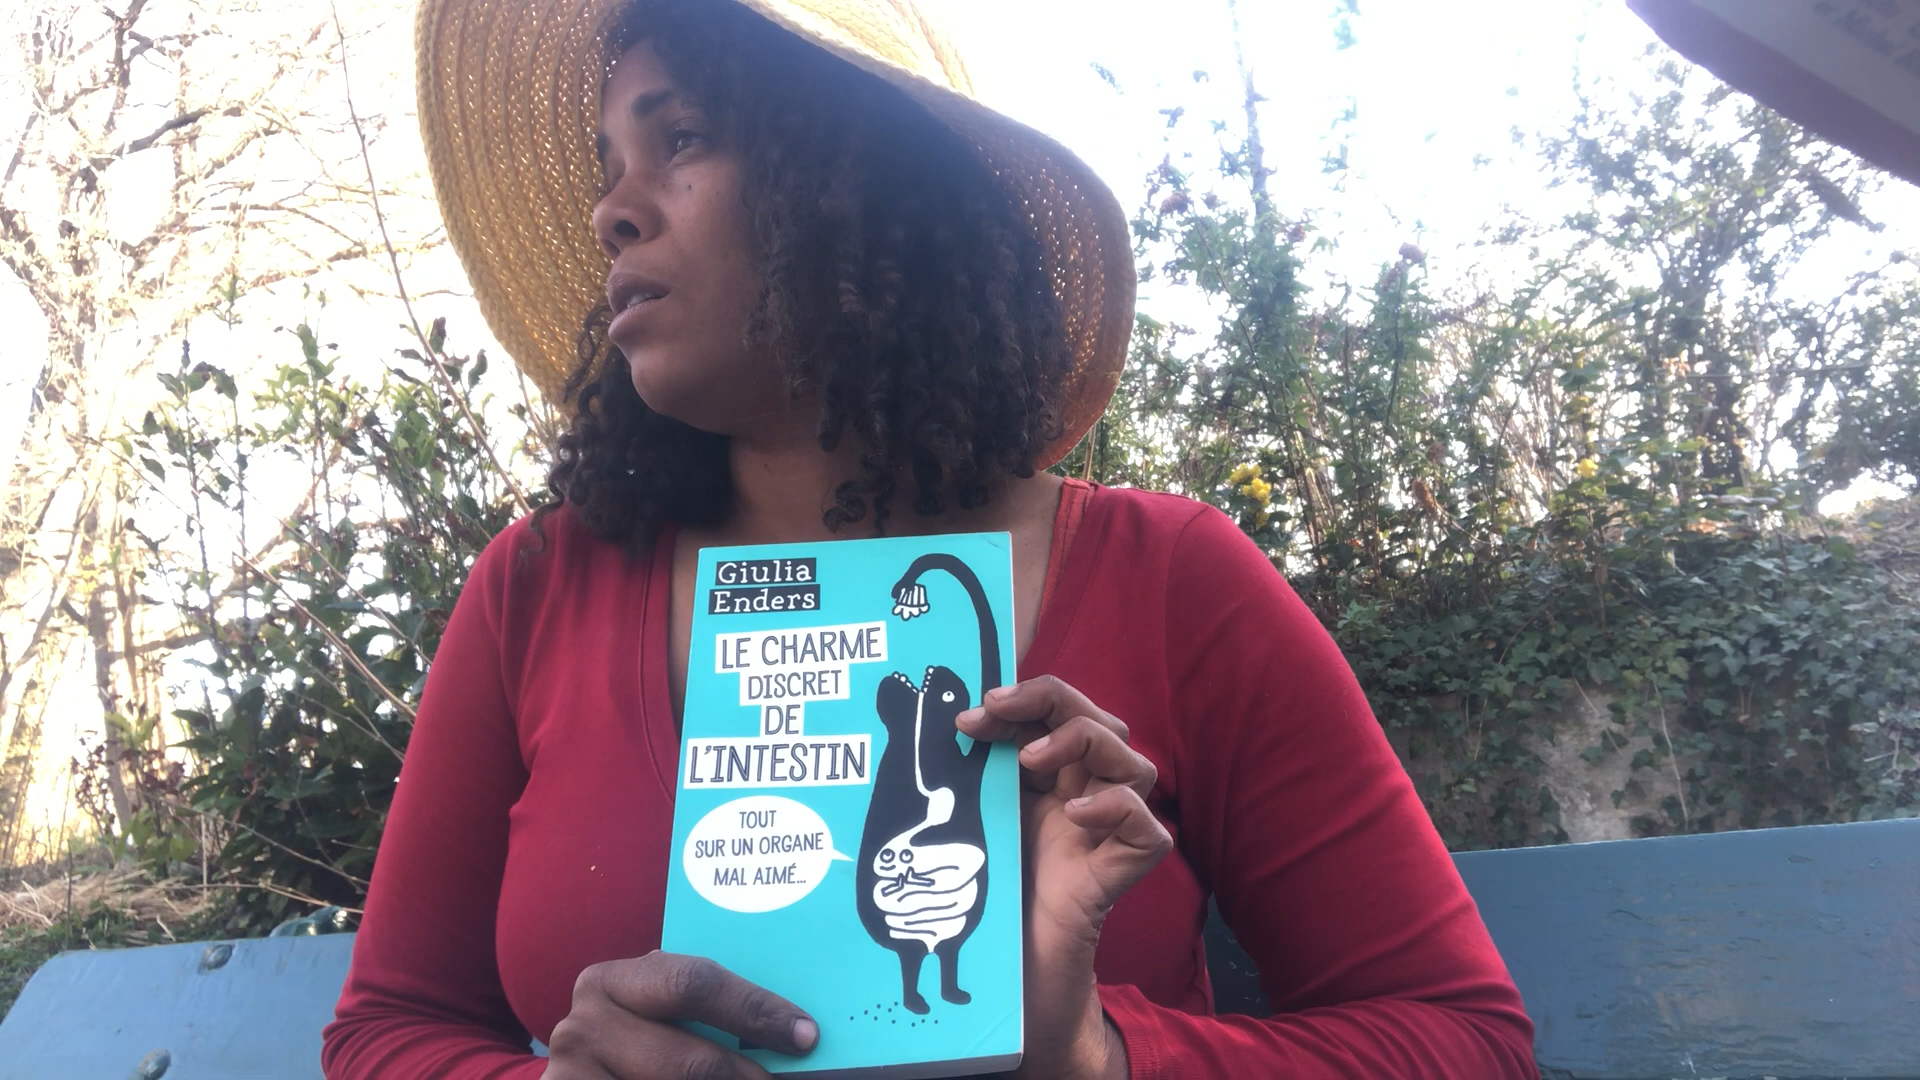 Giulia
Enders
LE CHARME
DISCRET
DE
L'INTESTIN
TOUT
SUR UN ORGANE
MAL AIMÉ...